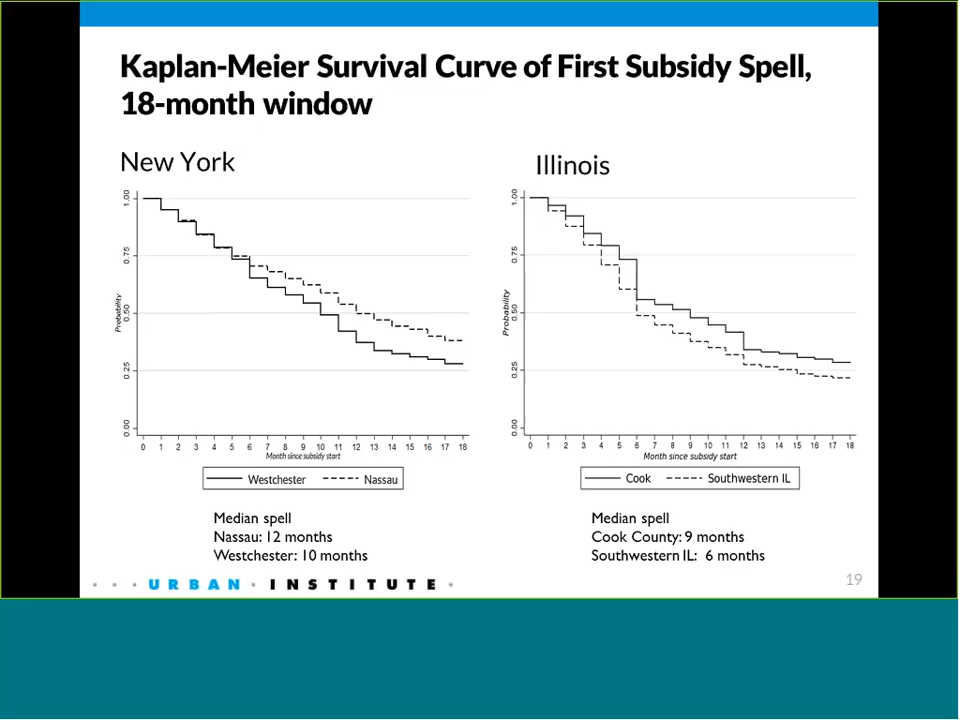 Kaplan-Meier Survival Curve of First Subsidy Spell,
18-month window
New York
1.00
0.75
0.50
0.25
0.00
Probability
0 1 2 3 4 5 6 7 8 9 10 11 12 13 14 15 16 17 18
Month since subsidy start
Westchester Nassau
Median spell
Nassau: 12 months
Westchester: 10 months
Illinois
1.00
0.75
0.50
0.25
0.00
Probability
0 1 2 3 4 5 6 7 8 9 10 11 12 13 14 15 16 17 18
Month since subsidy start
Cook Southwestern IL
Median spell
Cook County: 9 months
Southwestern IL: 6 months
URBAN INSTITUTE
19